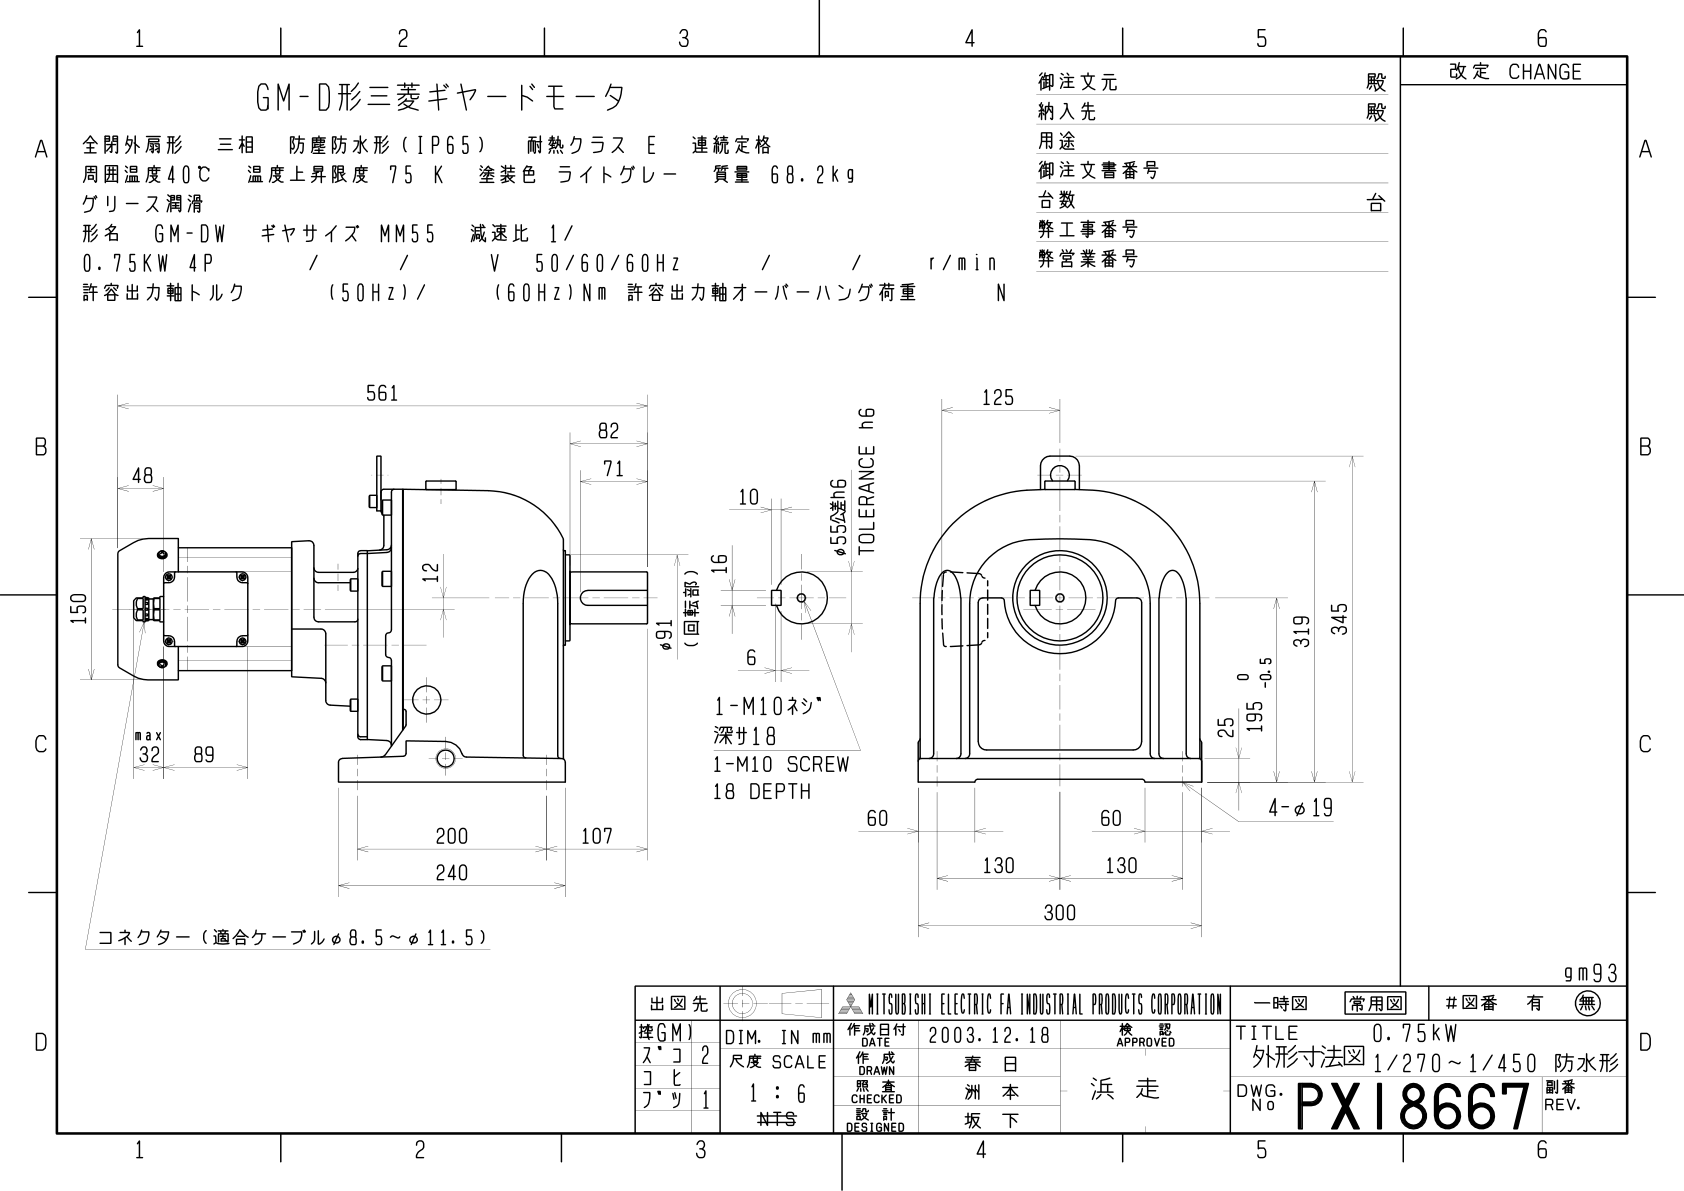 1 2 3 4 5 6
改定 CHANGE
GM-D形三菱ギヤードモータ
全閉外扇形 三相 防塵防水形(IP65) 耐熱クラス E 連続定格
周囲温度40℃ 温度上昇限度 75 K 塗装色 ライトグレー 質量 68.2kg
グリース潤滑
形名 GM-DW ギヤサイズ MM55 減速比 1/
0.75KW 4P / / V 50/60/60Hz / / r/min
許容出力軸トルク (50Hz)/ (60Hz)Nm 許容出力軸オーバーハング荷重 N
御注文元 殿
納入先 殿
用途
御注文書番号
台数 台
弊工事番号
弊営業番号
A A
B B
C C
D D
561
82
71
48
150
12
φ91
(回転部)
max
32
89
200
107
240
コネクター(適合ケーブルφ8.5~φ11.5)
10
16
6
φ55公差h6
TOLERANCE h6
1-M10ネジ
深サ18
1-M10 SCREW
18 DEPTH
125
345
319
195 0 -0.5
25
4-φ19
60
60
130
130
300
gm93
出図先
MITSUBISHI ELECTRIC FA INDUSTRIAL PRODUCTS CORPORATION
一時図 常用図 #図番 有 無
GM)
スﾞコ 2
コヒ
ブツ 1
DIM. IN mm
尺度 SCALE
1 : 6
NTS
作成日付 DATE 2003.12.18
作成 DRAWN 春日
照査 CHECKED 洲本
設計 DESIGNED 坂下
検認 APPROVED
浜走
TITLE 0.75kW
外形寸法図 1/270~1/450 防水形
DWG. No PX18667
副番 REV.
1 2 3 4 5 6